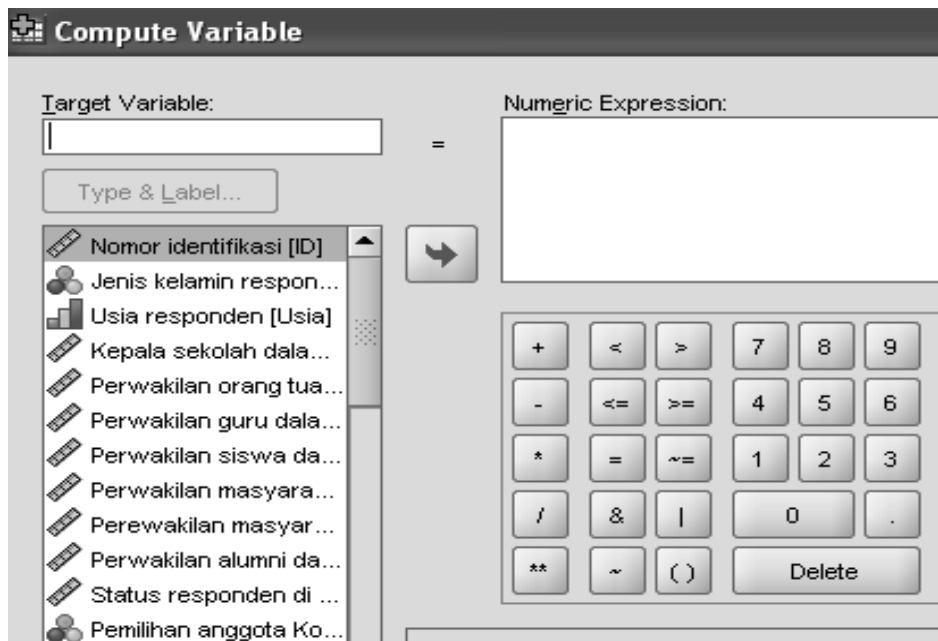 Compute Variable
Target Variable:
Numeric Expression:
=
Type & Label...
Nomor identifikasi [ID]
Jenis kelamin respon...
Usia responden [Usia]
Kepala sekolah dala...
Perwakilan orang tua...
Perwakilan guru dala...
Perwakilan siswa da...
Perwakilan masyara...
Perewakilan masyar...
Perwakilan alumni da...
Status responden di ...
Pemilihan anggota Ko...
+ < > 7 8 9
- <= >= 4 5 6
* = ~= 1 2 3
/ & | 0 .
** ~ ( ) Delete